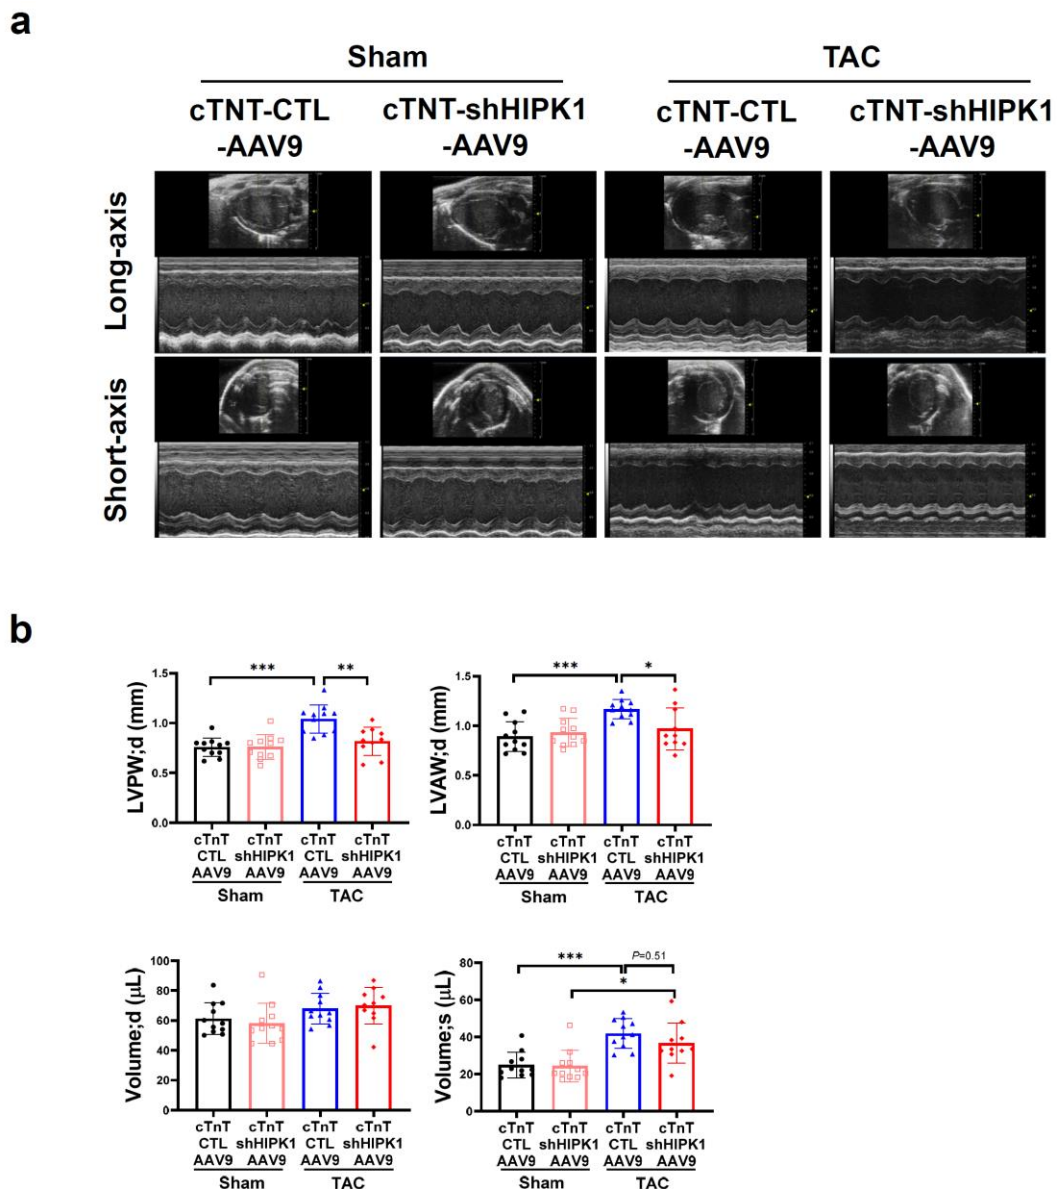 a
Sham
TAC
cTNT-CTL
-AAV9
cTNT-shHIPK1
-AAV9
cTNT-CTL
-AAV9
cTNT-shHIPK1
-AAV9
Long-axis
Short-axis
b
LVPW;d (mm)
1.5
1.0
0.5
0.0
***
**
cTnT
CTL
AAV9
cTnT
shHIPK1
AAV9
cTnT
CTL
AAV9
cTnT
shHIPK1
AAV9
Sham
TAC
LVAW;d (mm)
1.5
1.0
0.5
0.0
***
*
cTnT
CTL
AAV9
cTnT
shHIPK1
AAV9
cTnT
CTL
AAV9
cTnT
shHIPK1
AAV9
Sham
TAC
Volume;d (μL)
100
80
60
40
20
0
cTnT
CTL
AAV9
cTnT
shHIPK1
AAV9
cTnT
CTL
AAV9
cTnT
shHIPK1
AAV9
Sham
TAC
Volume;s (μL)
80
60
40
20
0
***
P=0.51
*
cTnT
CTL
AAV9
cTnT
shHIPK1
AAV9
cTnT
CTL
AAV9
cTnT
shHIPK1
AAV9
Sham
TAC